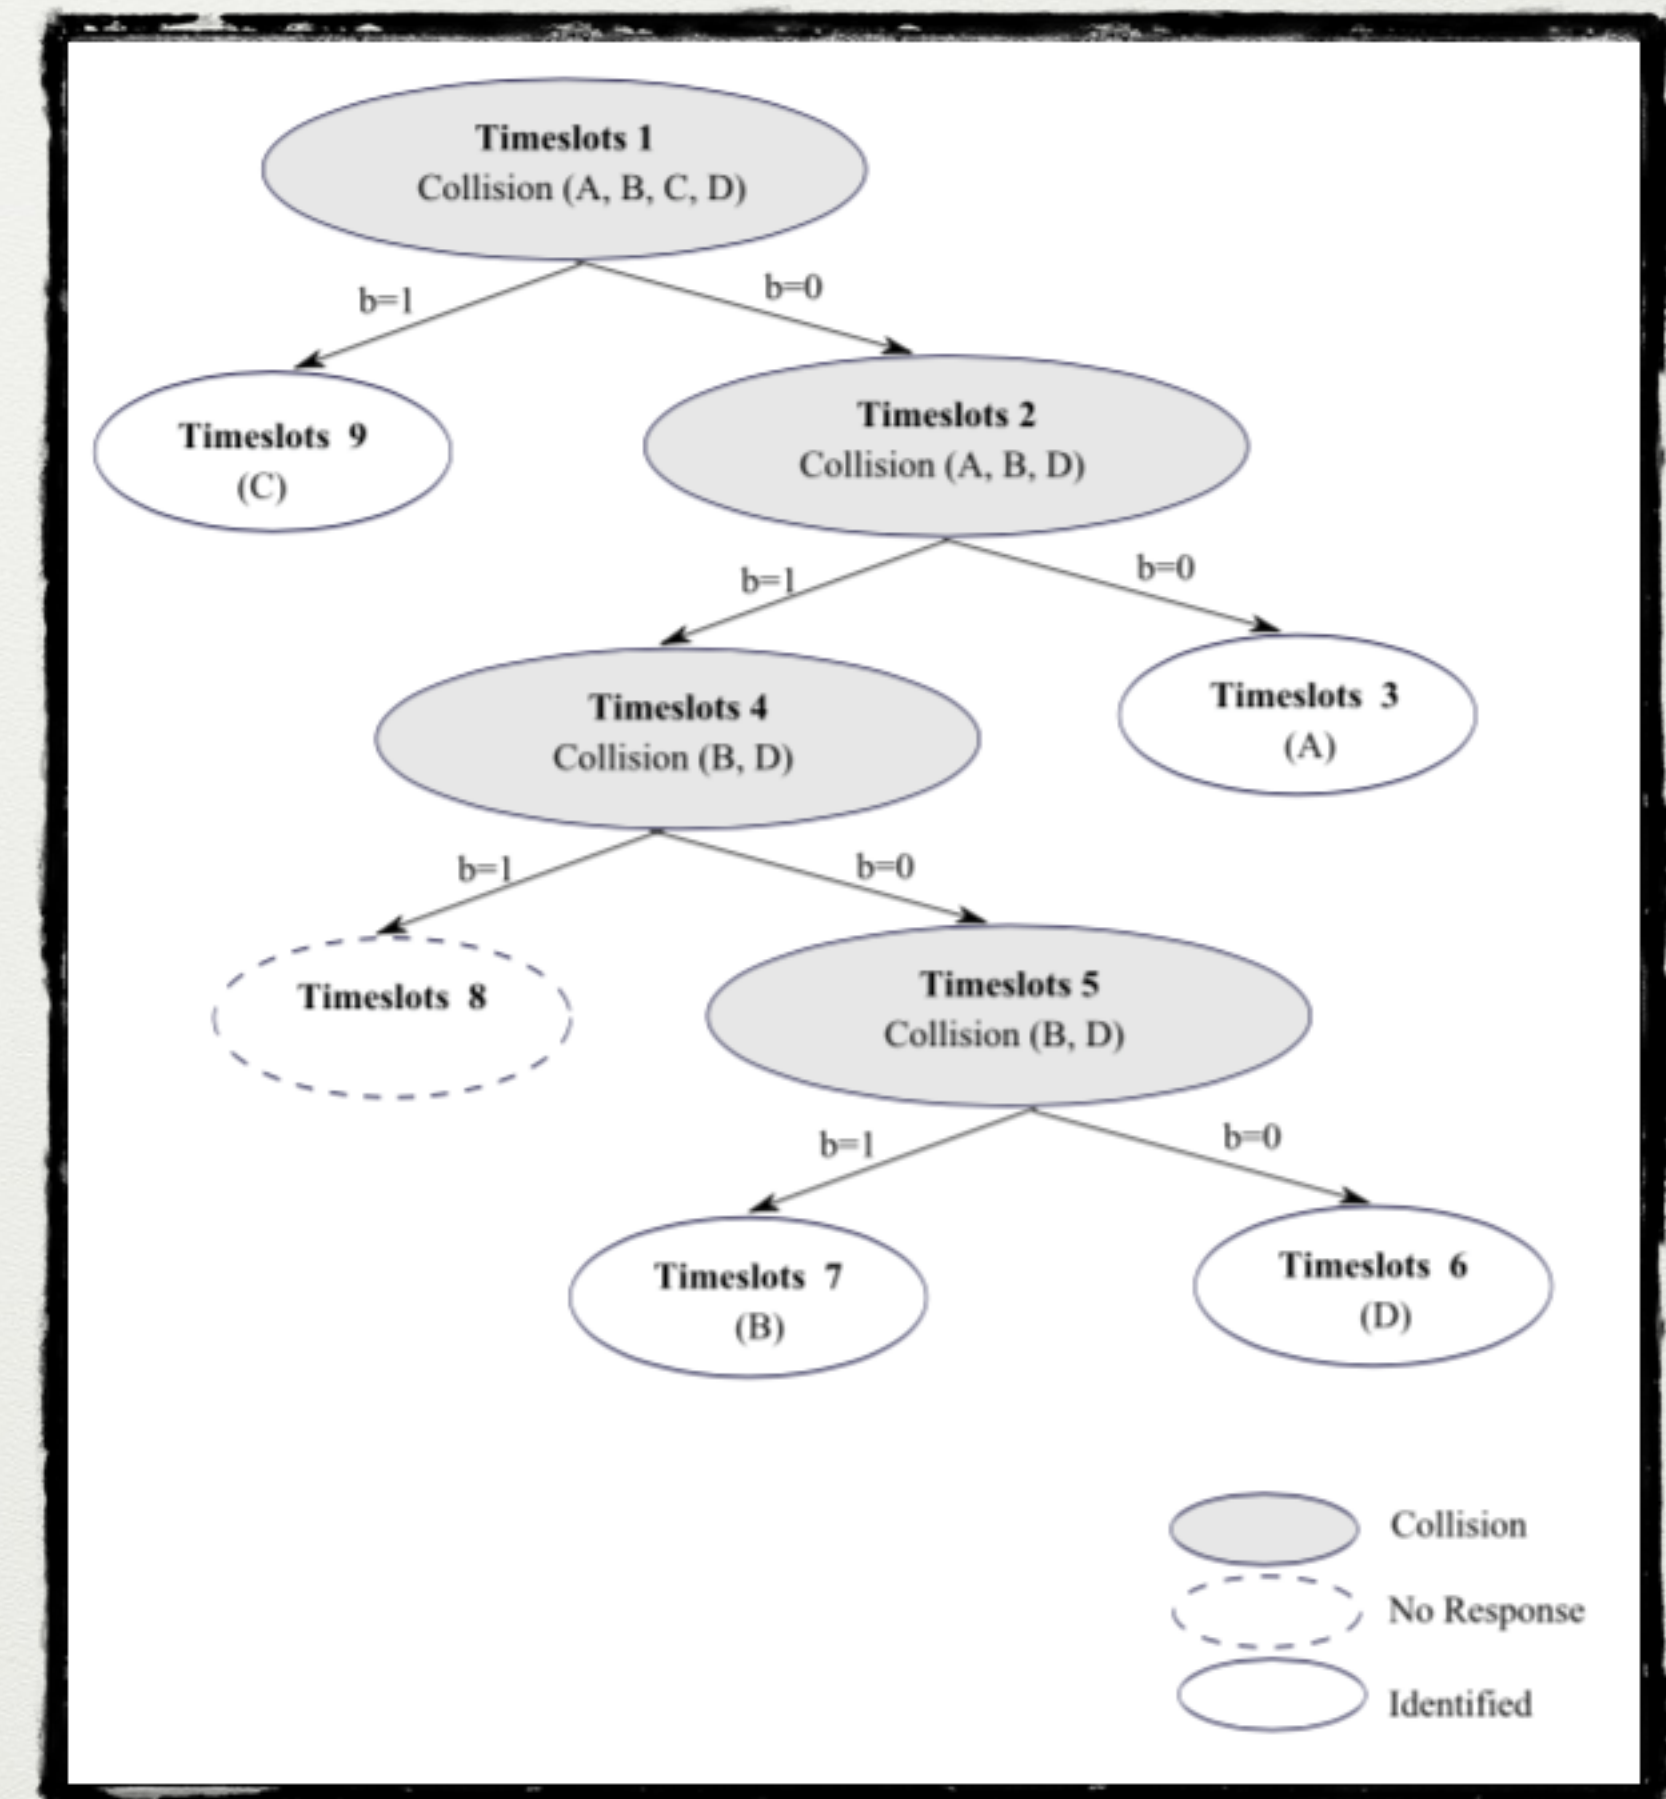 Timeslots 1
Collision (A, B, C, D)
b=1
b=0
Timeslots 9
(C)
Timeslots 2
Collision (A, B, D)
b=1
b=0
Timeslots 4
Collision (B, D)
Timeslots 3
(A)
b=1
b=0
Timeslots 8
Timeslots 5
Collision (B, D)
b=1
b=0
Timeslots 7
(B)
Timeslots 6
(D)
Collision
No Response
Identified